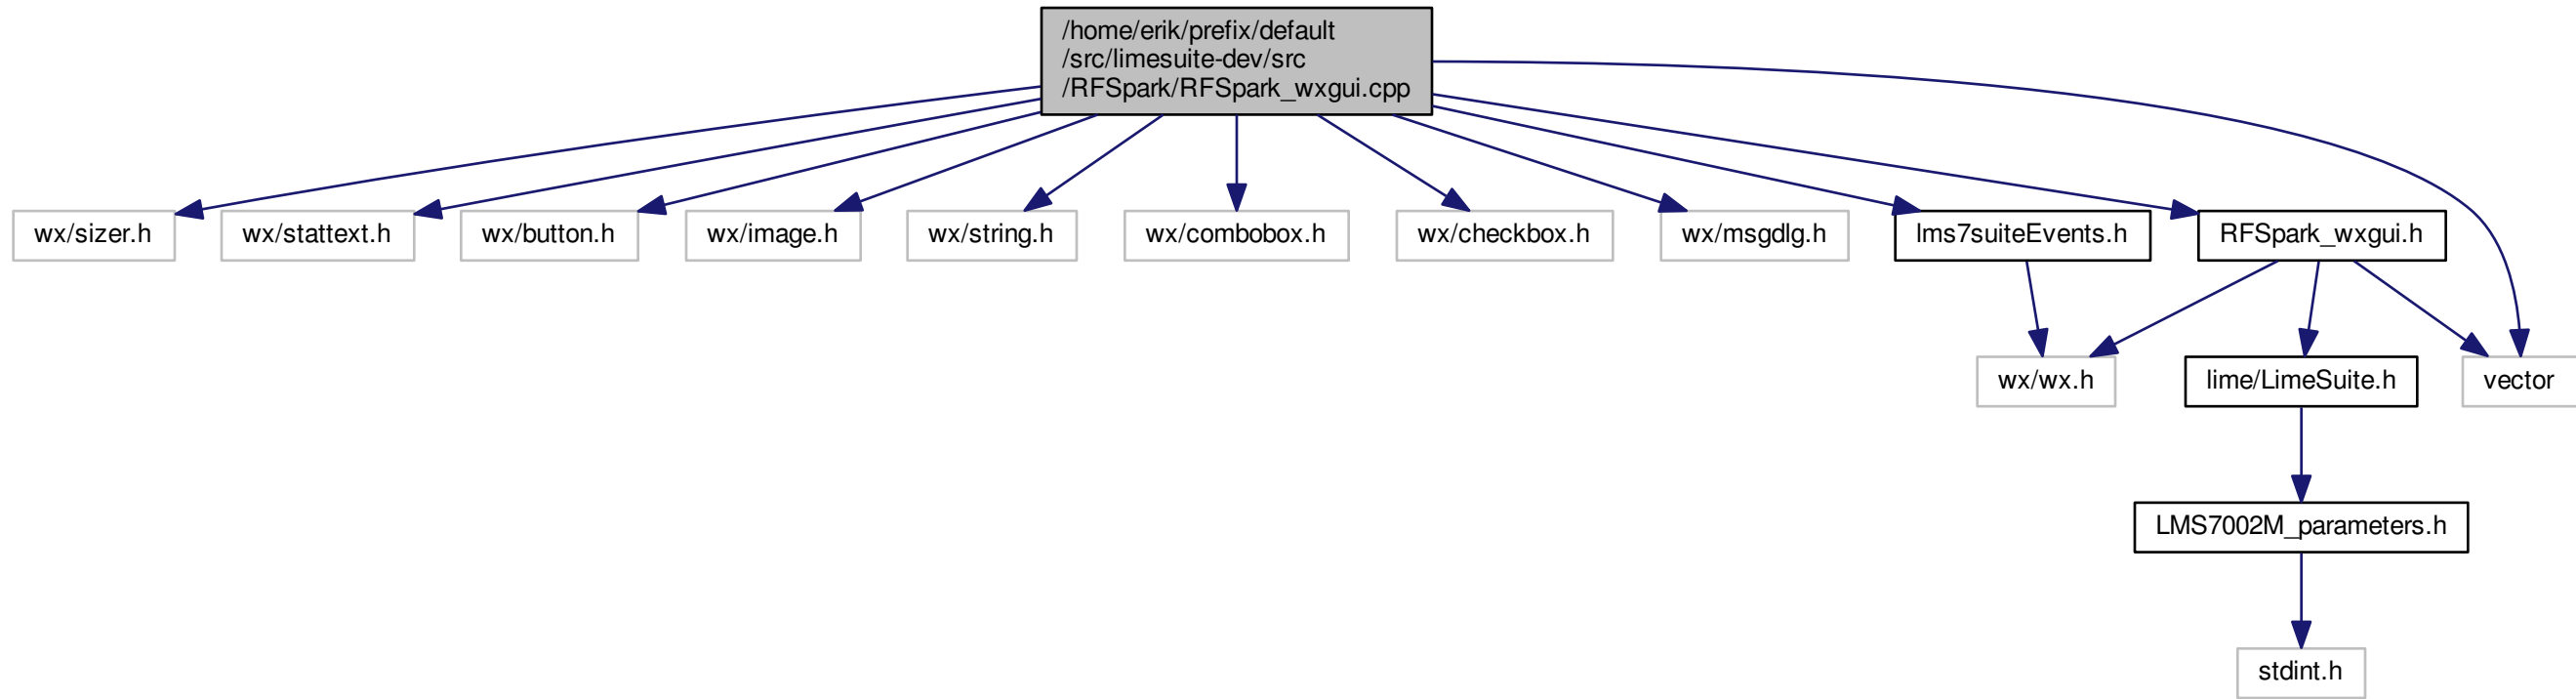 /home/erik/prefix/default
/src/limesuite-dev/src
/RFSpark/RFSpark_wxgui.cpp
wx/sizer.h
wx/stattext.h
wx/button.h
wx/image.h
wx/string.h
wx/combobox.h
wx/checkbox.h
wx/msgdlg.h
lms7suiteEvents.h
RFSpark_wxgui.h
wx/wx.h
lime/LimeSuite.h
vector
LMS7002M_parameters.h
stdint.h